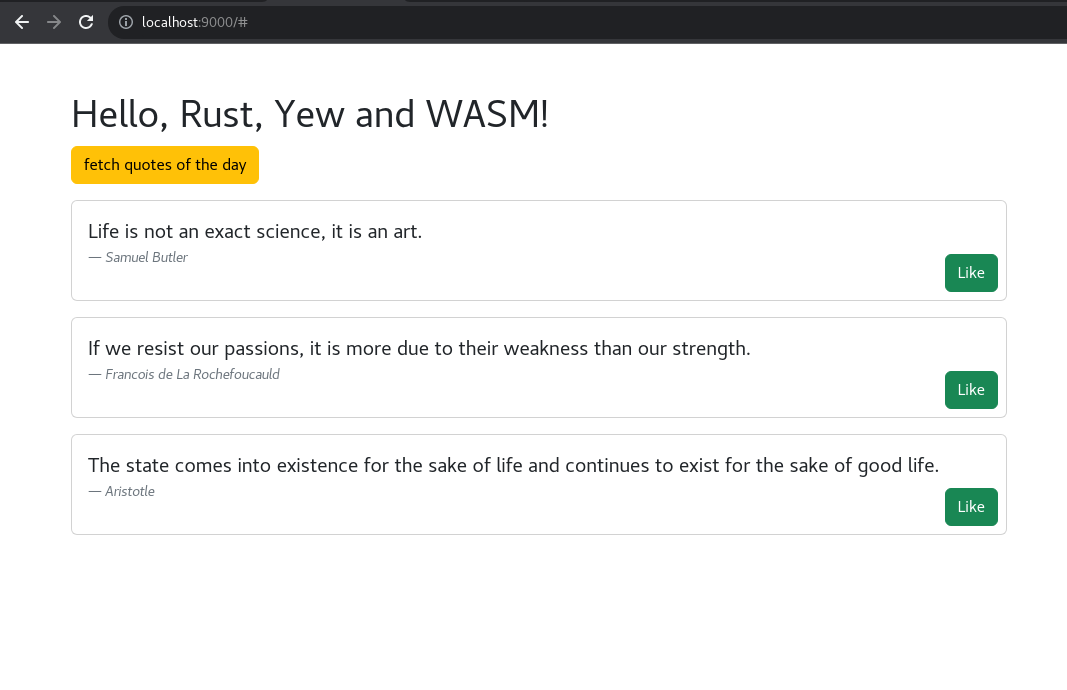 localhost:9000/#
Hello, Rust, Yew and WASM!
fetch quotes of the day
Life is not an exact science, it is an art.
— Samuel Butler
Like
If we resist our passions, it is more due to their weakness than our strength.
— Francois de La Rochefoucauld
Like
The state comes into existence for the sake of life and continues to exist for the sake of good life.
— Aristotle
Like